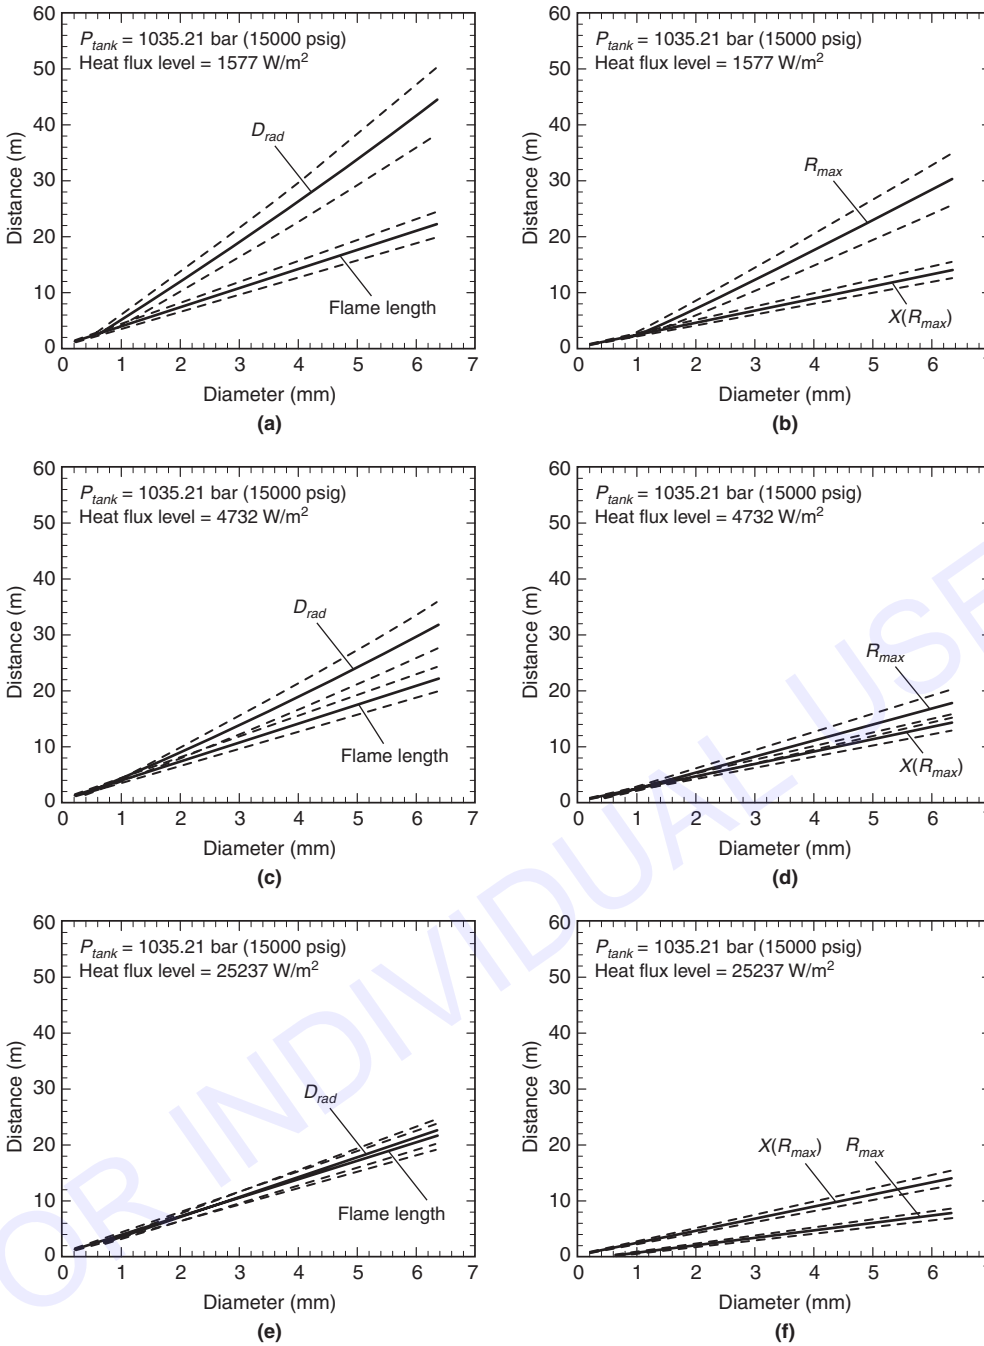 60
50
40
30
20
10
0
Distance (m)
P_tank = 1035.21 bar (15000 psig)
Heat flux level = 1577 W/m²
D_rad
Flame length
0 1 2 3 4 5 6 7
Diameter (mm)
(a)
60
50
40
30
20
10
0
Distance (m)
P_tank = 1035.21 bar (15000 psig)
Heat flux level = 1577 W/m²
R_max
X(R_max)
0 1 2 3 4 5 6
Diameter (mm)
(b)
60
50
40
30
20
10
0
Distance (m)
P_tank = 1035.21 bar (15000 psig)
Heat flux level = 4732 W/m²
D_rad
Flame length
0 1 2 3 4 5 6 7
Diameter (mm)
(c)
60
50
40
30
20
10
0
Distance (m)
P_tank = 1035.21 bar (15000 psig)
Heat flux level = 4732 W/m²
R_max
X(R_max)
0 1 2 3 4 5 6
Diameter (mm)
(d)
60
50
40
30
20
10
0
Distance (m)
P_tank = 1035.21 bar (15000 psig)
Heat flux level = 25237 W/m²
D_rad
Flame length
0 1 2 3 4 5 6 7
Diameter (mm)
(e)
60
50
40
30
20
10
0
Distance (m)
P_tank = 1035.21 bar (15000 psig)
Heat flux level = 25237 W/m²
X(R_max) R_max
0 1 2 3 4 5 6
Diameter (mm)
(f)
OR INDIVIDUAL USE